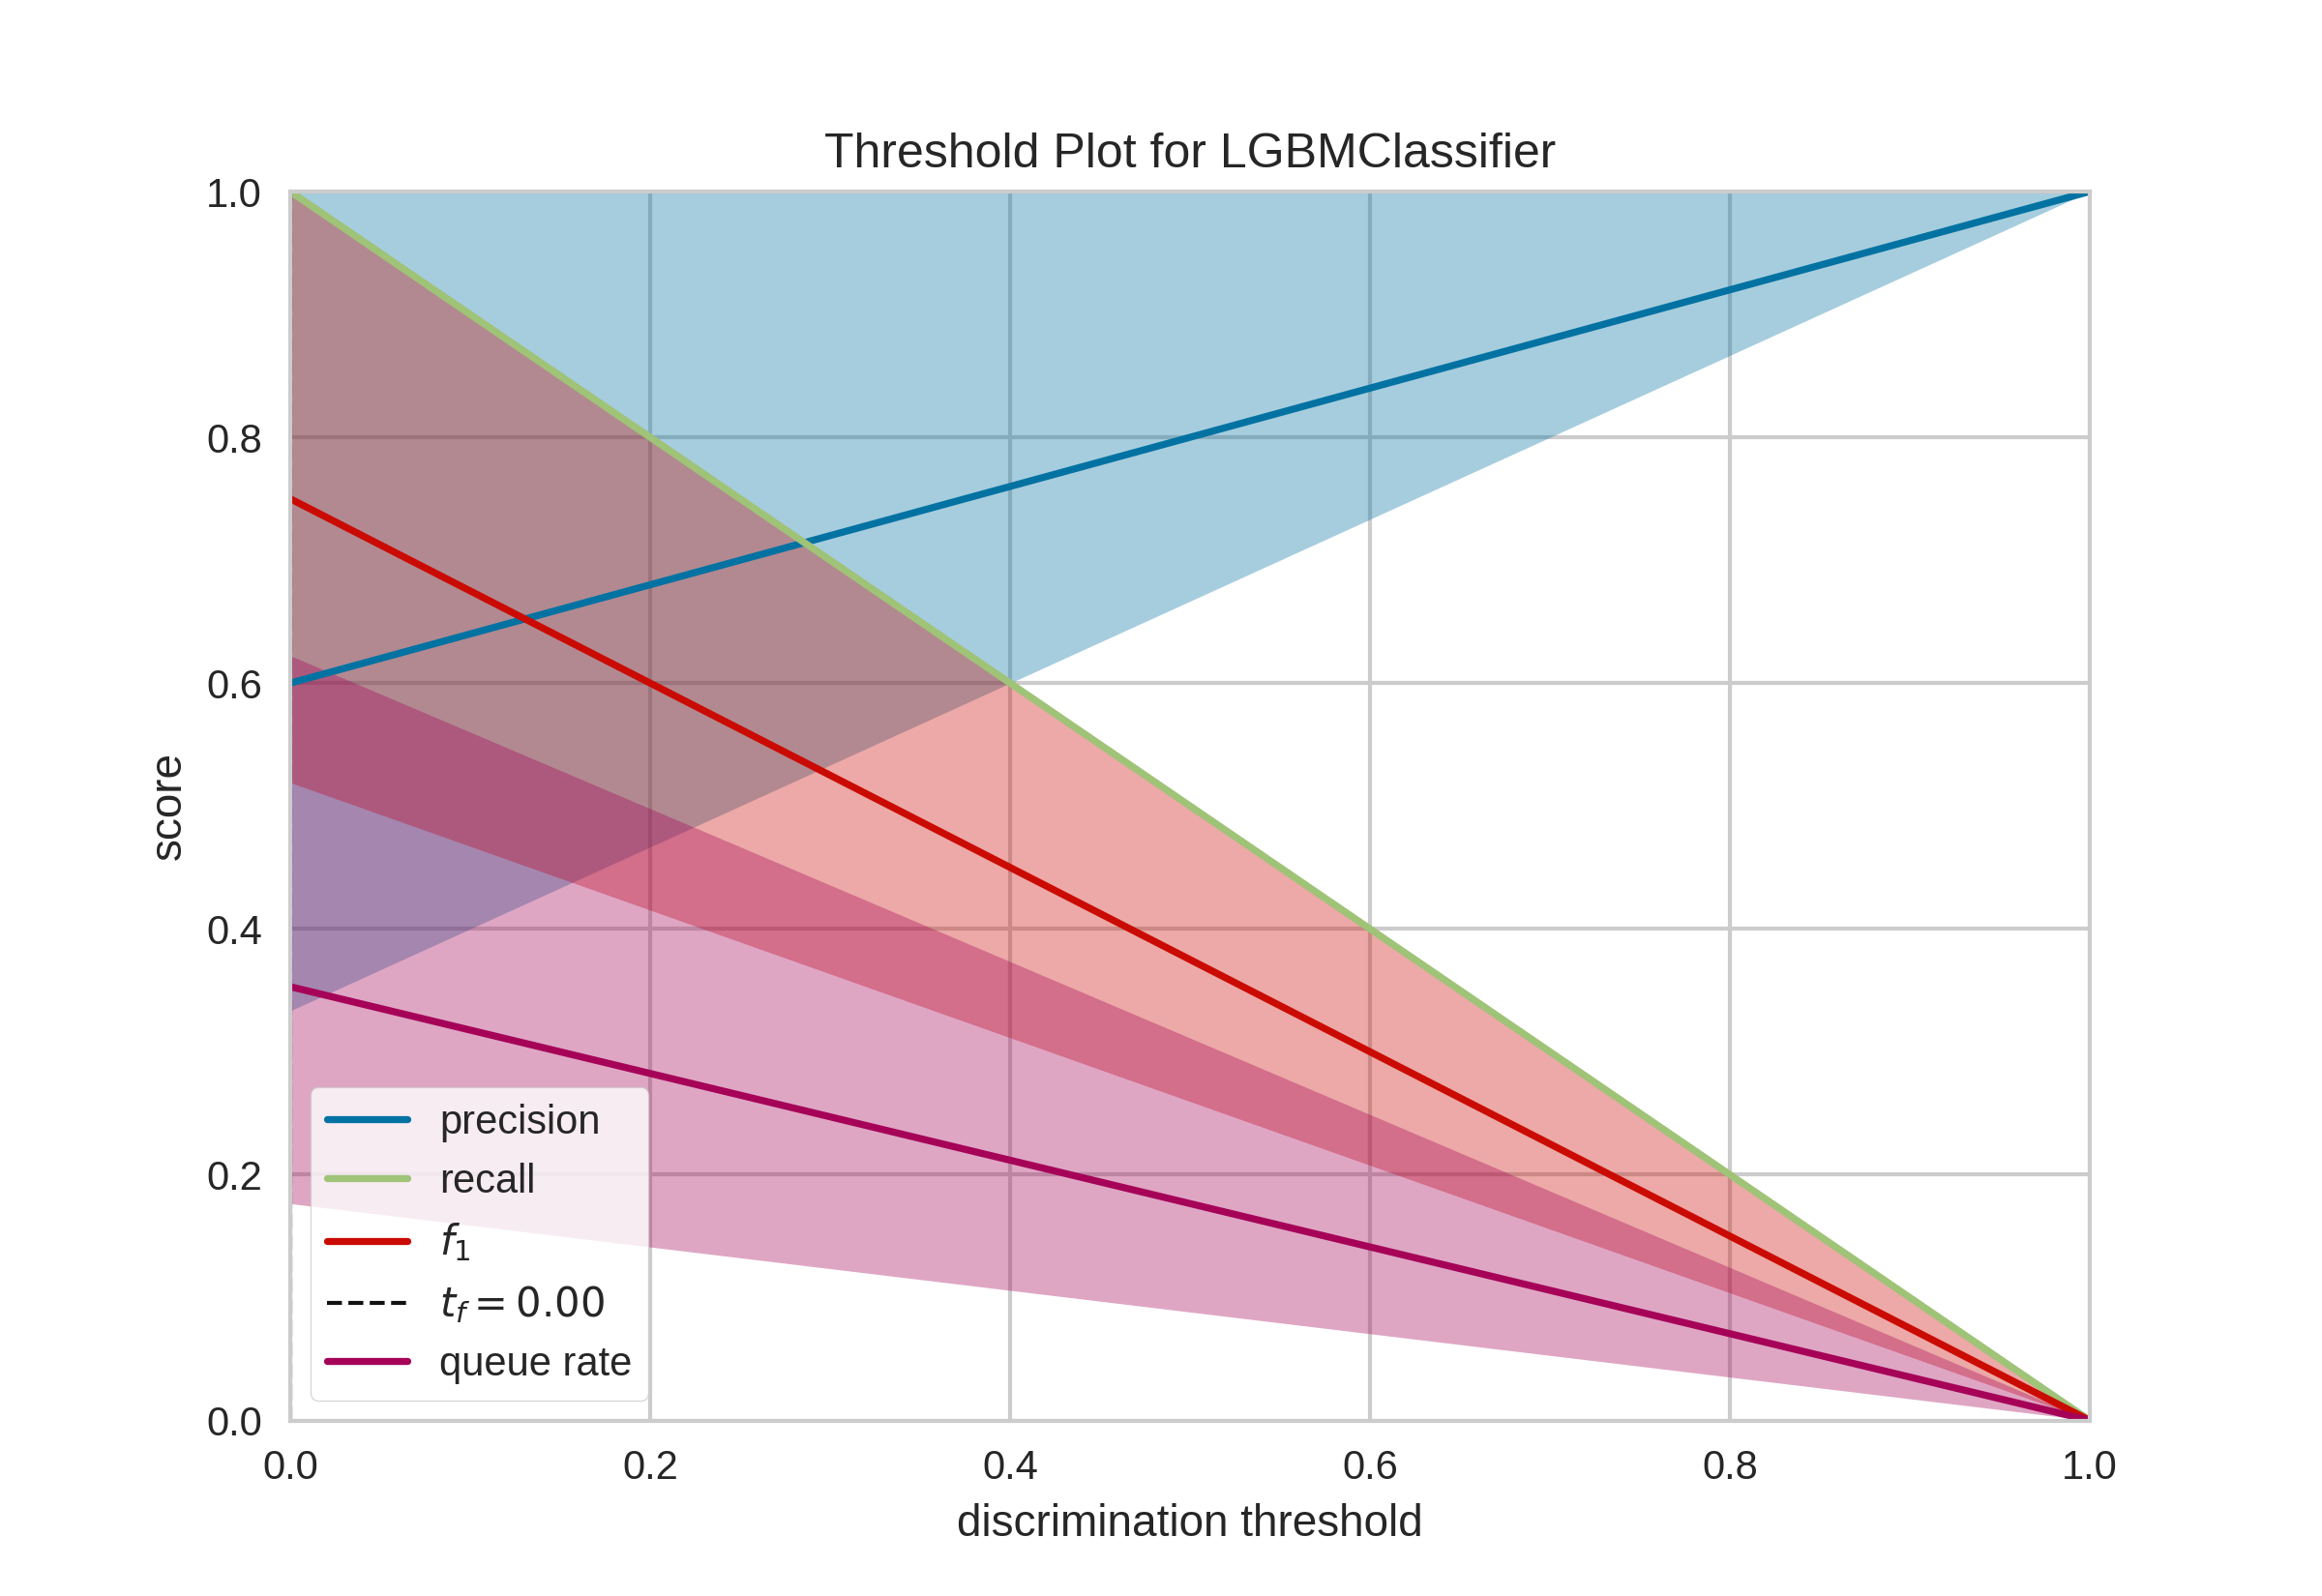 Threshold Plot for LGBMClassifier
1.0
0.8
0.6
0.4
0.2
0.0
score
precision
recall
f₁
t_f = 0.00
queue rate
0.0 0.2 0.4 0.6 0.8 1.0
discrimination threshold